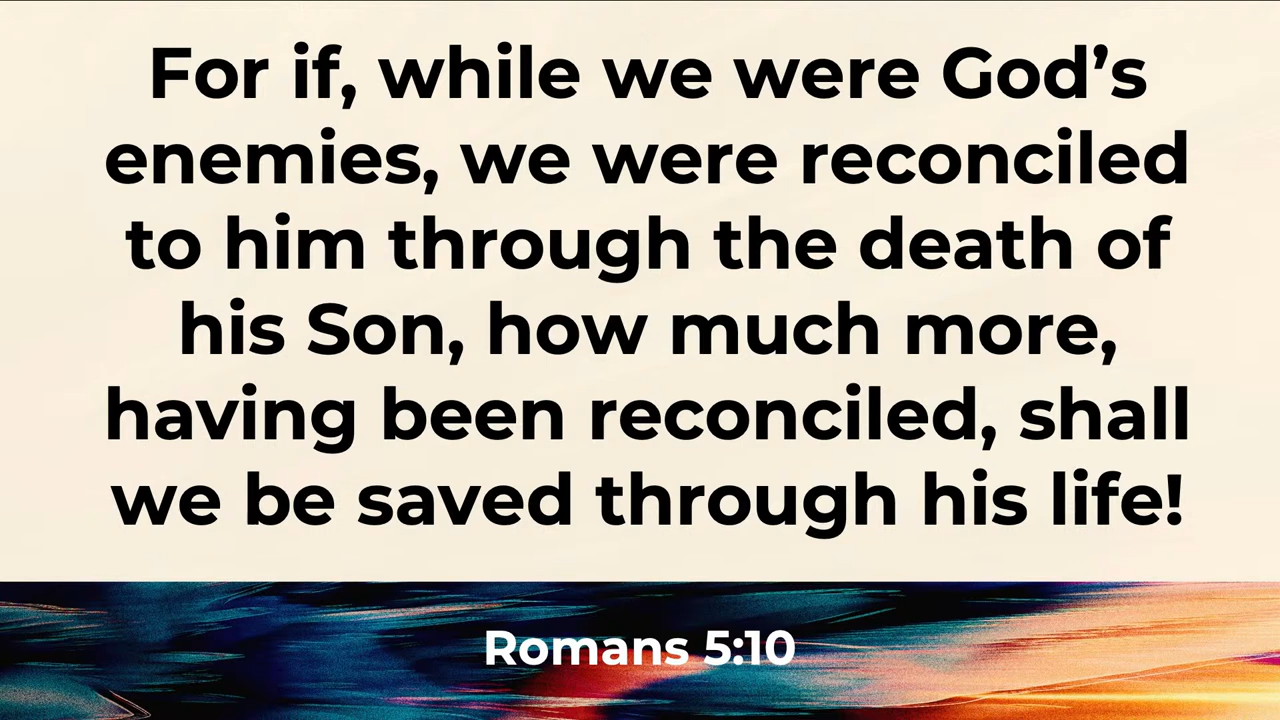 For if, while we were God’s
enemies, we were reconciled
to him through the death of
his Son, how much more,
having been reconciled, shall
we be saved through his life!
Romans 5:10